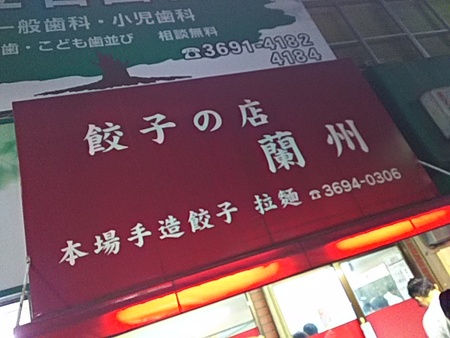 一般歯科・小児歯科
歯・こども歯並び 相談無料
☎3691-4182
4184
餃子の店
蘭州
本場手造餃子 拉麵 ☎3694-0306